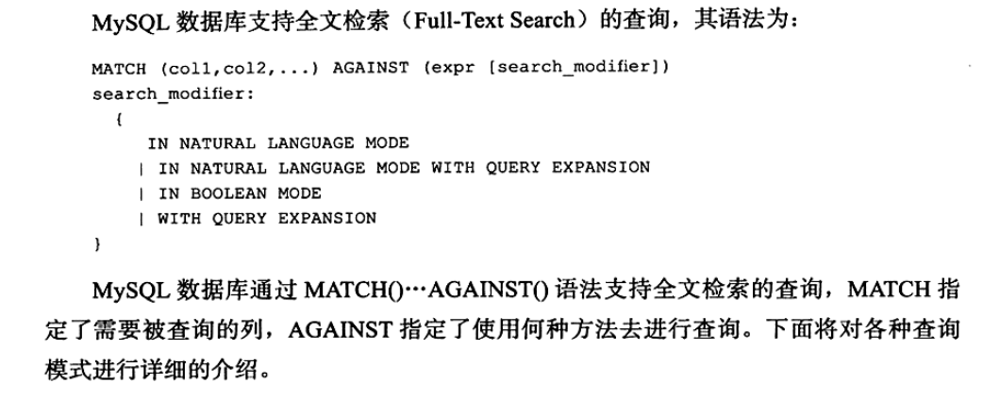 MySQL 数据库支持全文检索（Full-Text Search）的查询，其语法为：
MATCH (col1,col2,...) AGAINST (expr [search_modifier])
search_modifier:
{
IN NATURAL LANGUAGE MODE
| IN NATURAL LANGUAGE MODE WITH QUERY EXPANSION
| IN BOOLEAN MODE
| WITH QUERY EXPANSION
}
MySQL 数据库通过 MATCH()…AGAINST() 语法支持全文检索的查询，MATCH 指
定了需要被查询的列，AGAINST 指定了使用何种方法去进行查询。下面将对各种查询
模式进行详细的介绍。